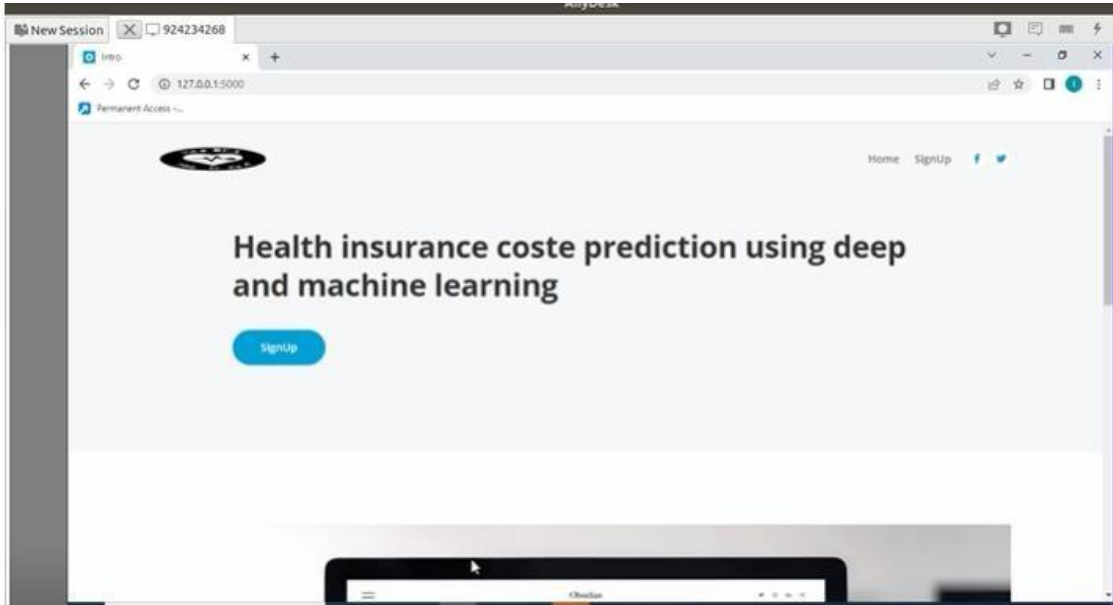 AnyDesk
New Session
924234268
Intro
127.0.0.1:5000
Permanent Access -...
Home SignUp
Health insurance coste prediction using deep
and machine learning
SignUp
Obsidian